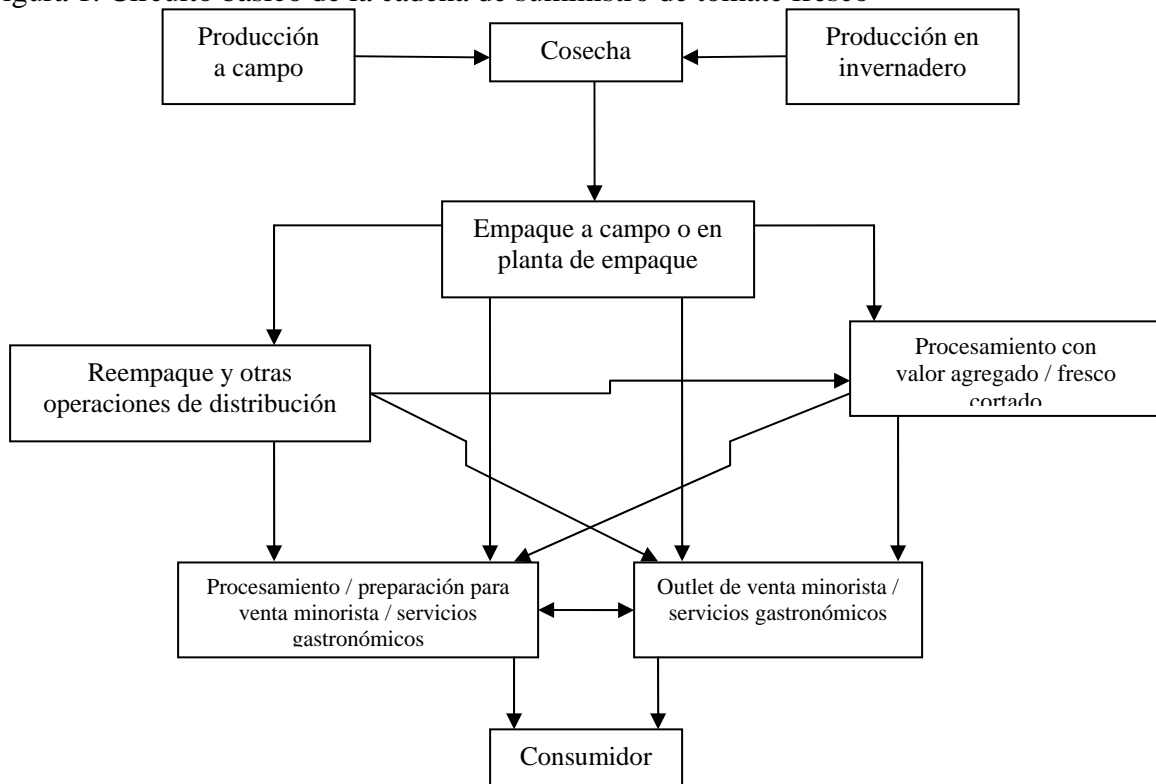 igura 1. Circuito básico de la cadena de suministro de tomate fresco
Producción
a campo
Cosecha
Producción en
invernadero
Empaque a campo o en
planta de empaque
Reempaque y otras
operaciones de distribución
Procesamiento con
valor agregado / fresco
cortado
Procesamiento / preparación para
venta minorista / servicios
gastronómicos
Outlet de venta minorista /
servicios gastronómicos
Consumidor